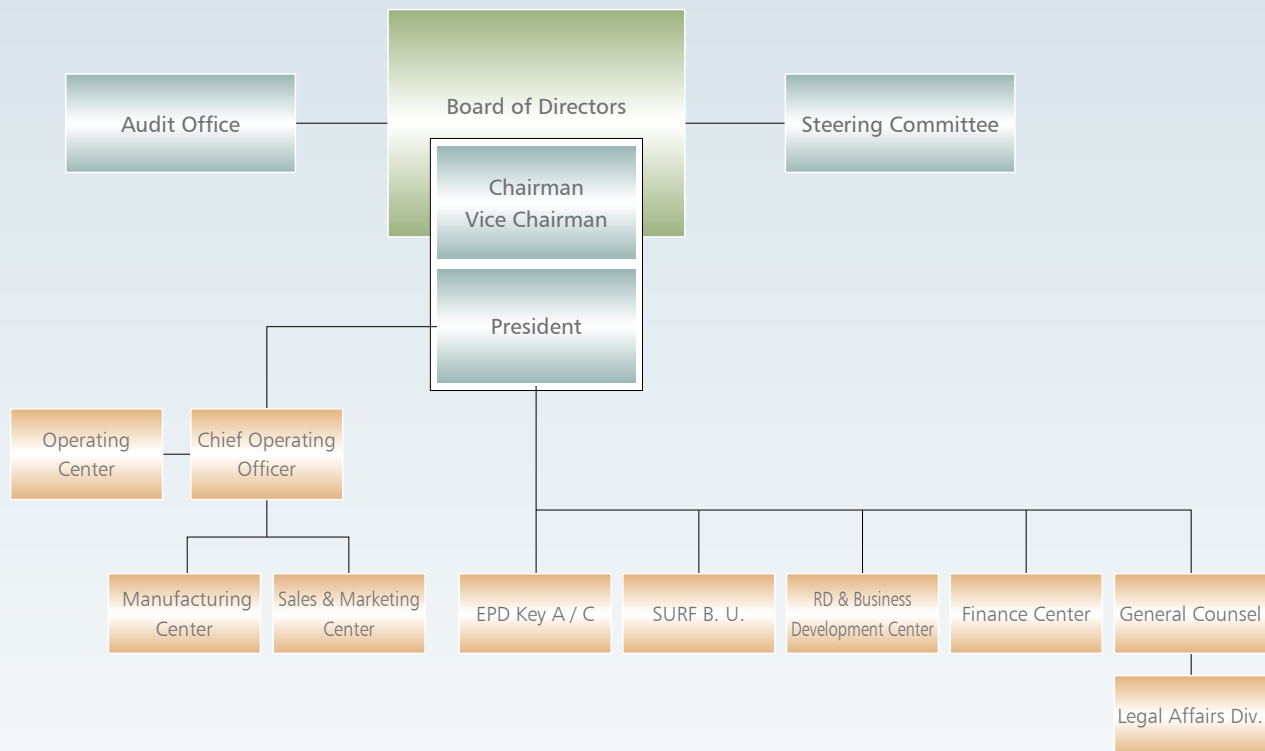 Board of Directors
Audit Office
Steering Committee
Chairman
Vice Chairman
President
Operating
Center
Chief Operating
Officer
Manufacturing
Center
Sales & Marketing
Center
EPD Key A / C
SURF B. U.
RD & Business
Development Center
Finance Center
General Counsel
Legal Affairs Div.